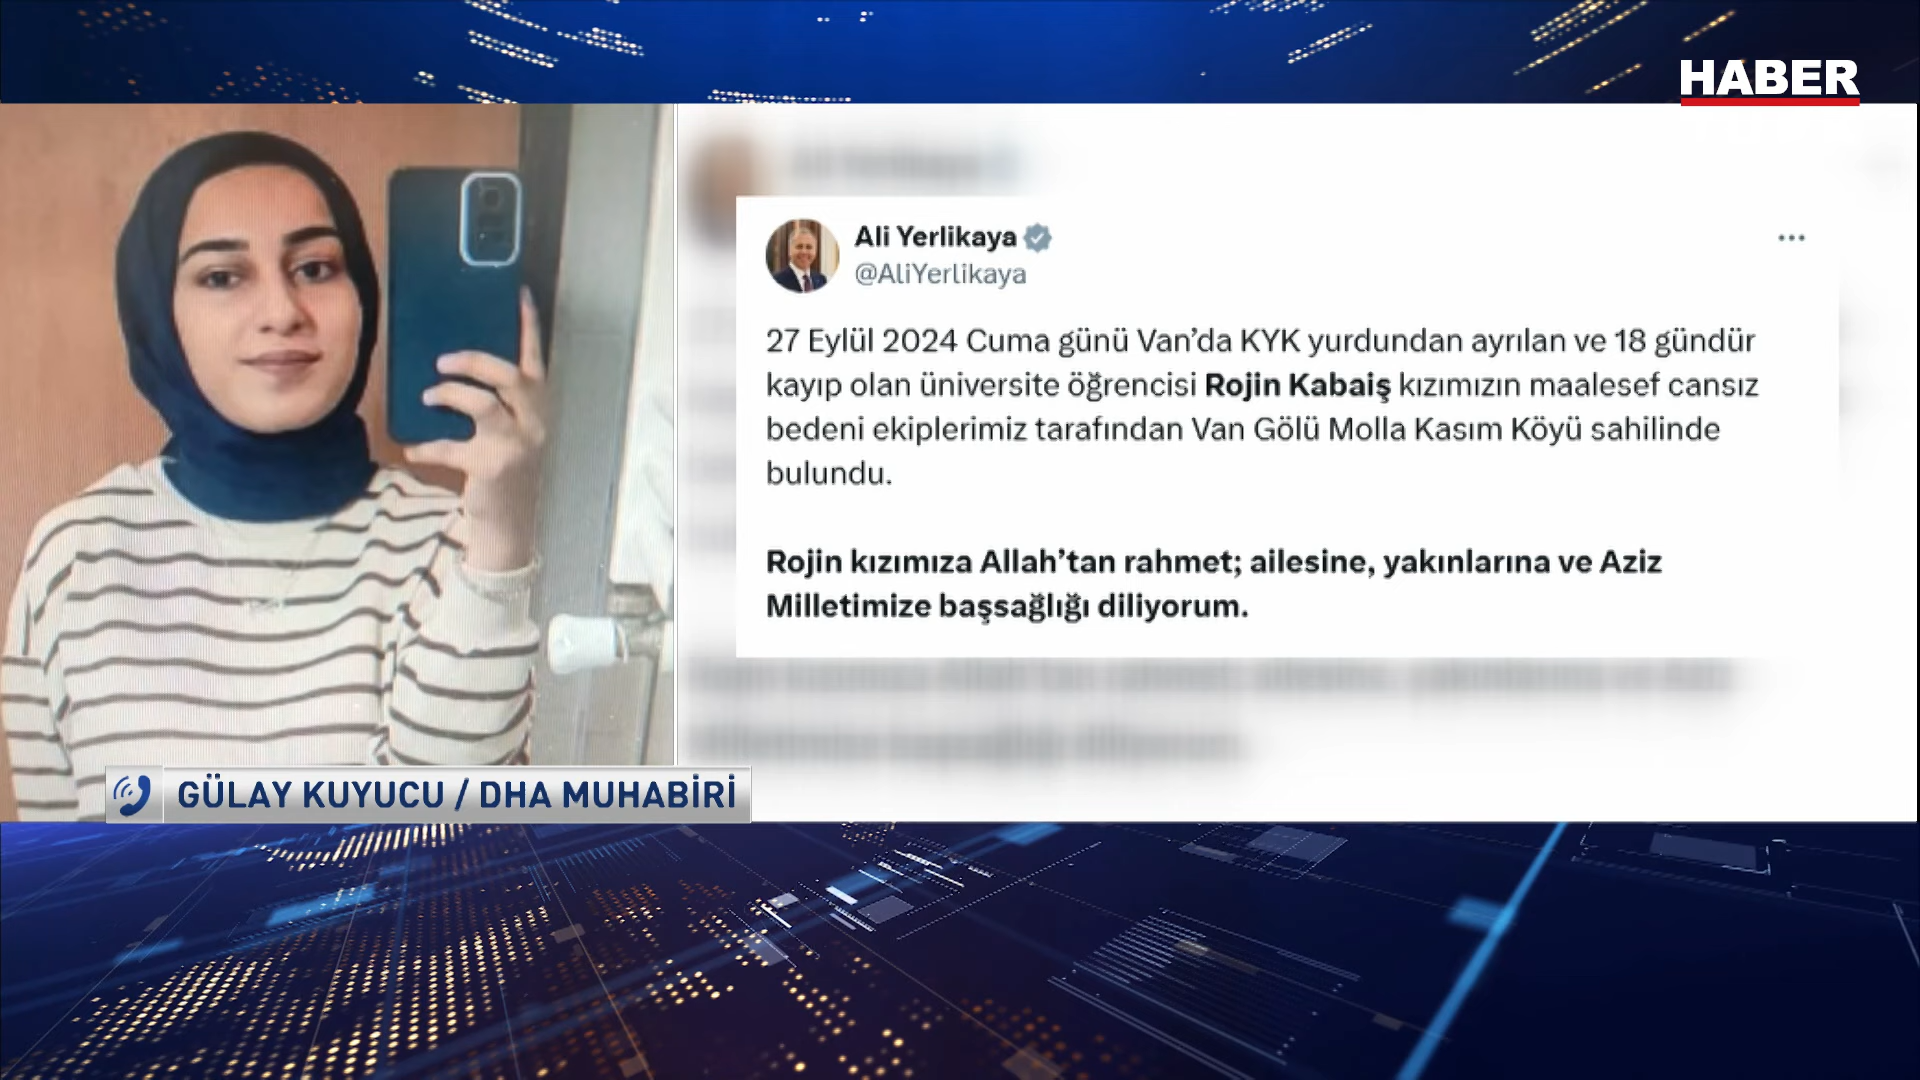 HABER
Ali Yerlikaya
@AliYerlikaya
27 Eylül 2024 Cuma günü Van’da KYK yurdundan ayrılan ve 18 gündür
kayıp olan üniversite öğrencisi Rojin Kabaiş kızımızın maalesef cansız
bedeni ekiplerimiz tarafından Van Gölü Molla Kasım Köyü sahilinde
bulundu.
Rojin kızımıza Allah’tan rahmet; ailesine, yakınlarına ve Aziz
Milletimize başsağlığı diliyorum.
GÜLAY KUYUCU / DHA MUHABİRİ